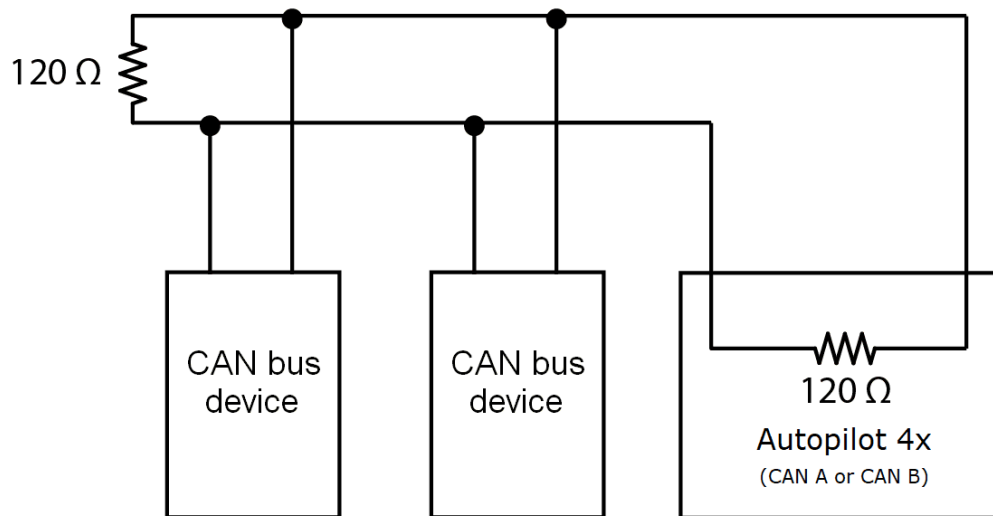 120 Ω
CAN bus
device
CAN bus
device
120 Ω
Autopilot 4x
(CAN A or CAN B)